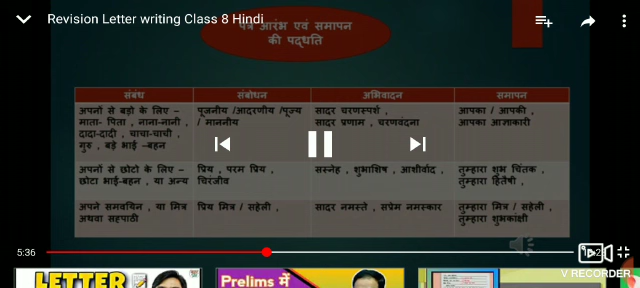 Revision Letter writing Class 8 Hindi
पत्र आरंभ एवं समापन
की पद्धति
संबंध संबोधन अभिवादन समापन
अपनों से बड़ो के लिए –
माता- पिता , नाना-नानी ,
दादा-दादी , चाचा-चाची ,
गुरु , बड़े भाई -बहन
पूजनीय /आदरणीय /पूज्य
/ माननीय
सादर चरणस्पर्श ,
सादर प्रणाम , चरणवंदना
आपका / आपकी ,
आपका आज्ञाकारी
अपनों से छोटो के लिए –
छोटा भाई-बहन , या अन्य
प्रिय , परम प्रिय ,
चिरंजीव
सस्नेह , शुभाशिष , आशीर्वाद ,
तुम्हारा शुभ चिंतक ,
तुम्हारा हितैषी ,
अपने समवयिन , या मित्र
अथवा सहपाठी
प्रिय मित्र / सहेली ,
सादर नमस्ते , सप्रेम नमस्कार
तुम्हारा मित्र / सहेली ,
तुम्हारा शुभकांक्षी
5:36
V RECORDER
LETTER
Prelims में